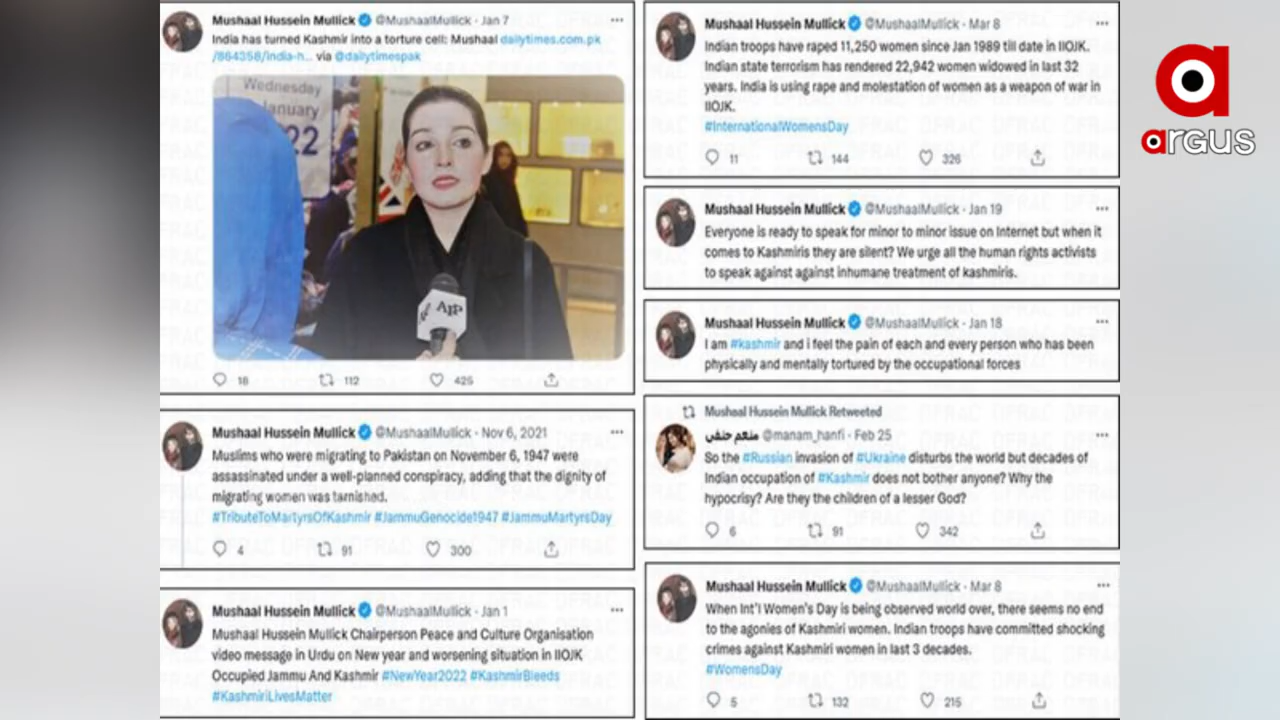 Mushaal Hussein Mullick @MushaalMullick · Jan 7
India has turned Kashmir into a torture cell: Mushaal dailytimes.com.pk
/864358/india-h... via @dailytimespak
Wednesday
January
22
AJP
18 112 425
Mushaal Hussein Mullick @MushaalMullick · Nov 6, 2021
Muslims who were migrating to Pakistan on November 6, 1947 were
assassinated under a well-planned conspiracy, adding that the dignity of
migrating women was tarnished.
#TributeToMartyrsOfKashmir #JammuGenocide1947 #JammuMartyrsDay
4 91 300
Mushaal Hussein Mullick @MushaalMullick · Jan 1
Mushaal Hussein Mullick Chairperson Peace and Culture Organisation
video message in Urdu on New year and worsening situation in IIOJK
Occupied Jammu And Kashmir #NewYear2022 #KashmirBleeds
#KashmiriLivesMatter
Mushaal Hussein Mullick @MushaalMullick · Mar 8
Indian troops have raped 11,250 women since Jan 1989 till date in IIOJK.
Indian state terrorism has rendered 22,942 women widowed in last 32
years. India is using rape and molestation of women as a weapon of war in
IIOJK.
#InternationalWomensDay
11 144 326
Mushaal Hussein Mullick @MushaalMullick · Jan 19
Everyone is ready to speak for minor to minor issue on Internet but when it
comes to Kashmiris they are silent? We urge all the human rights activists
to speak against against inhumane treatment of kashmiris.
Mushaal Hussein Mullick @MushaalMullick · Jan 18
I am #kashmir and i feel the pain of each and every person who has been
physically and mentally tortured by the occupational forces
Mushaal Hussein Mullick Retweeted
منعم حنفی @manam_hanfi · Feb 25
So the #Russian invasion of #Ukraine disturbs the world but decades of
Indian occupation of #Kashmir does not bother anyone? Why the
hypocrisy? Are they the children of a lesser God?
6 91 342
Mushaal Hussein Mullick @MushaalMullick · Mar 8
When Int'l Women's Day is being observed world over, there seems no end
to the agonies of Kashmiri women. Indian troops have committed shocking
crimes against Kashmiri women in last 3 decades.
#WomensDay
5 132 215
argus
DFRAC